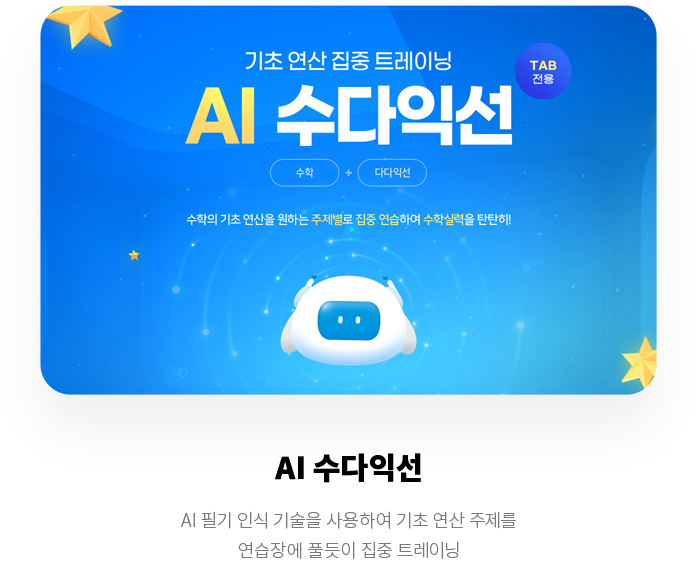 기초 연산 집중 트레이닝
TAB
전용
AI 수다익선
수학 + 다다익선
수학의 기초 연산을 원하는 주제별로 집중 연습하여 수학실력을 탄탄히!
AI 수다익선
AI 필기 인식 기술을 사용하여 기초 연산 주제를
연습장에 풀듯이 집중 트레이닝